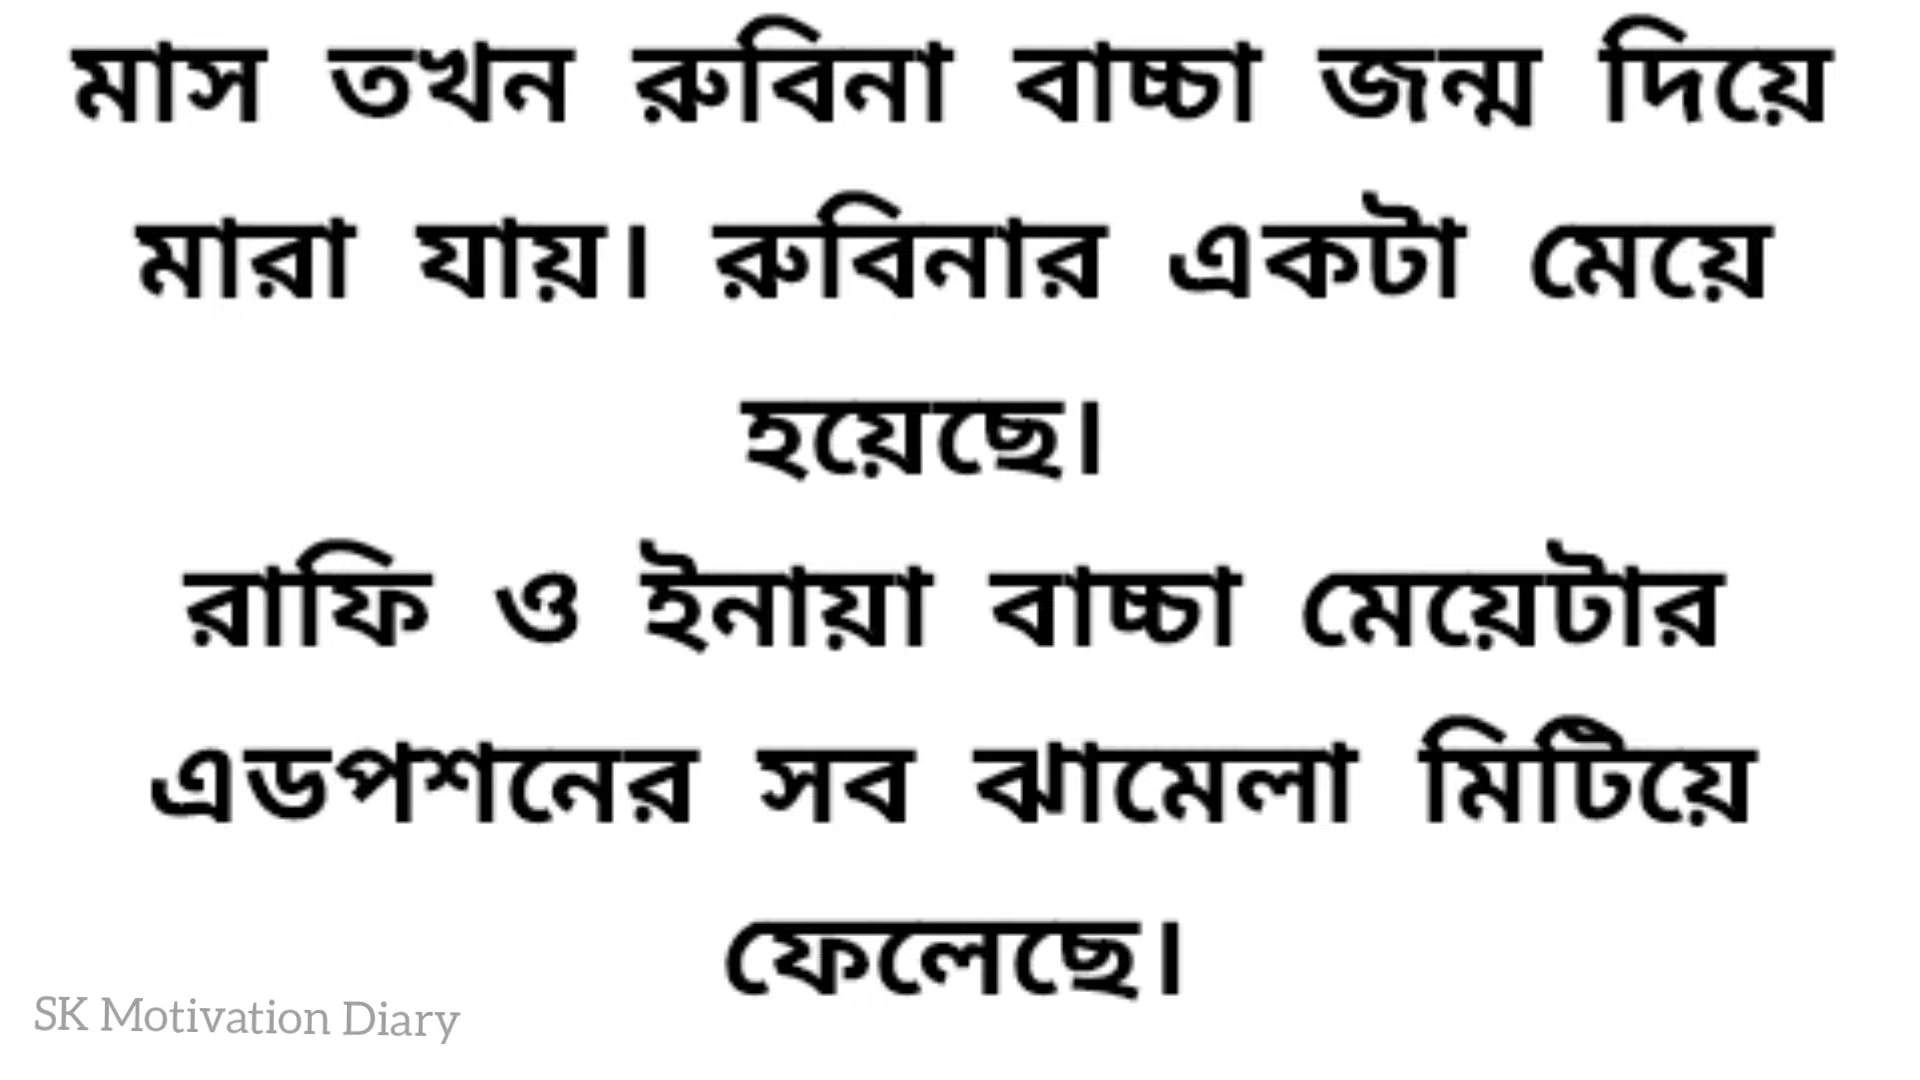 মাস তখন রুবিনা বাচ্চা জন্ম দিয়ে
মারা যায়। রুবিনার একটা মেয়ে
হয়েছে।
রাফি ও ইনায়া বাচ্চা মেয়েটার
এডপশনের সব ঝামেলা মিটিয়ে
ফেলেছে।
SK Motivation Diary